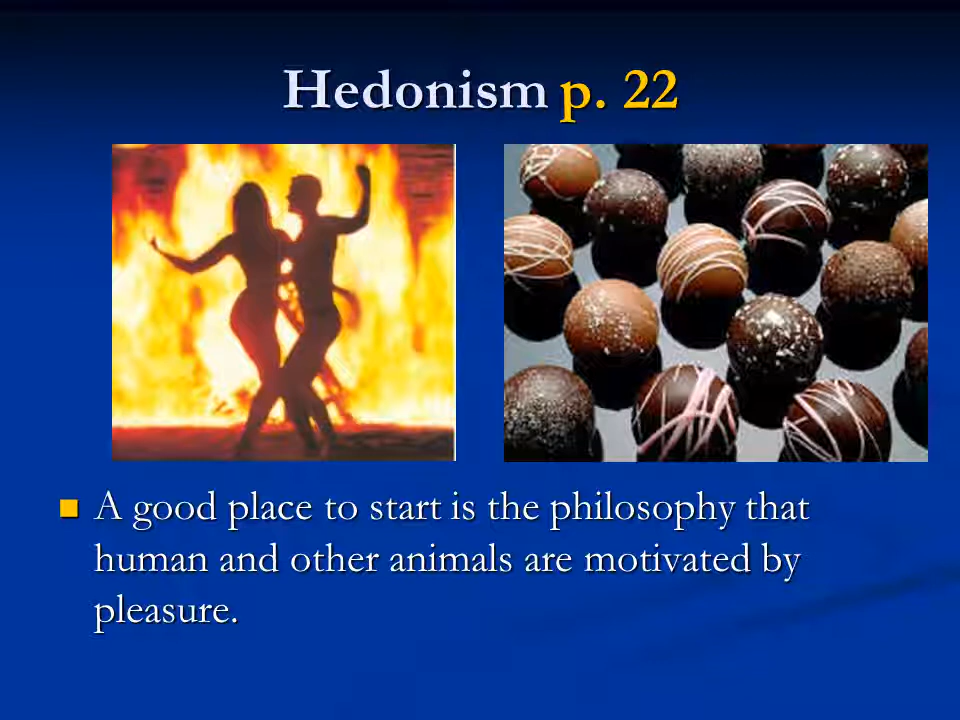 Hedonism p. 22
A good place to start is the philosophy that
human and other animals are motivated by
pleasure.